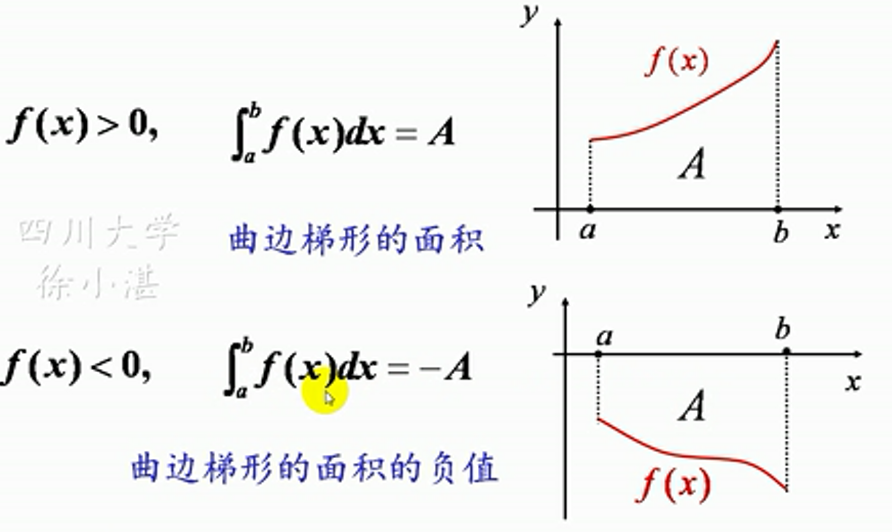 f(x)>0, ∫_a^b f(x)dx = A
曲边梯形的面积
y
f(x)
A
a b x
四川大学
徐小湛
f(x)<0, ∫_a^b f(x)dx = −A
曲边梯形的面积的负值
y
a b
x
A
f(x)